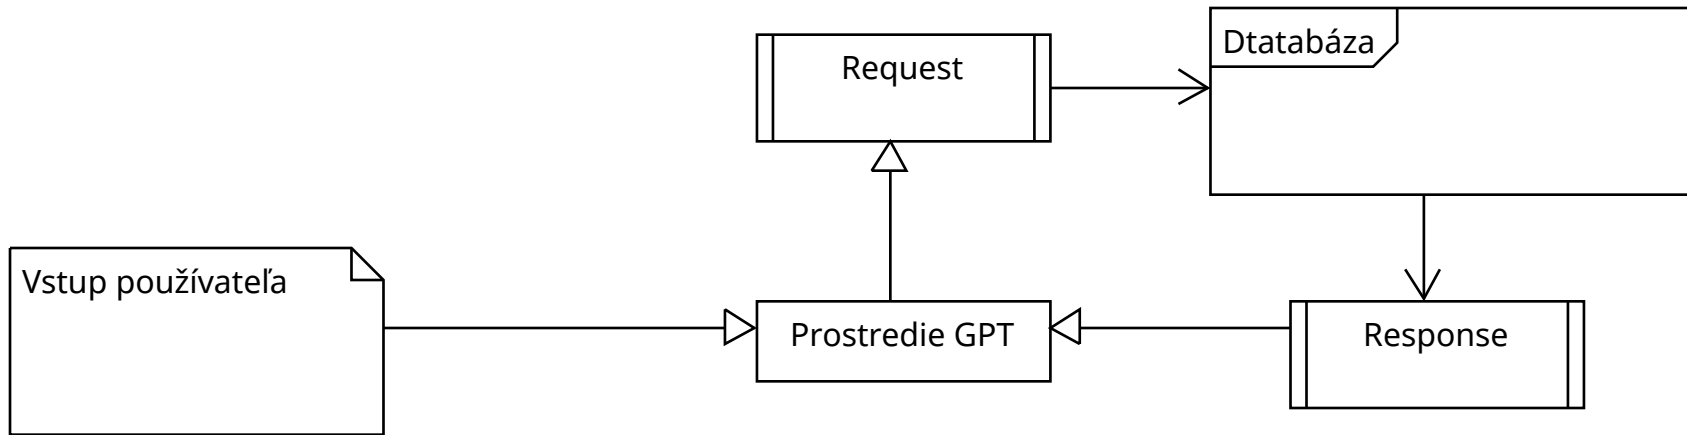 Request
Dtatabáza
Vstup používateľa
Prostredie GPT
Response